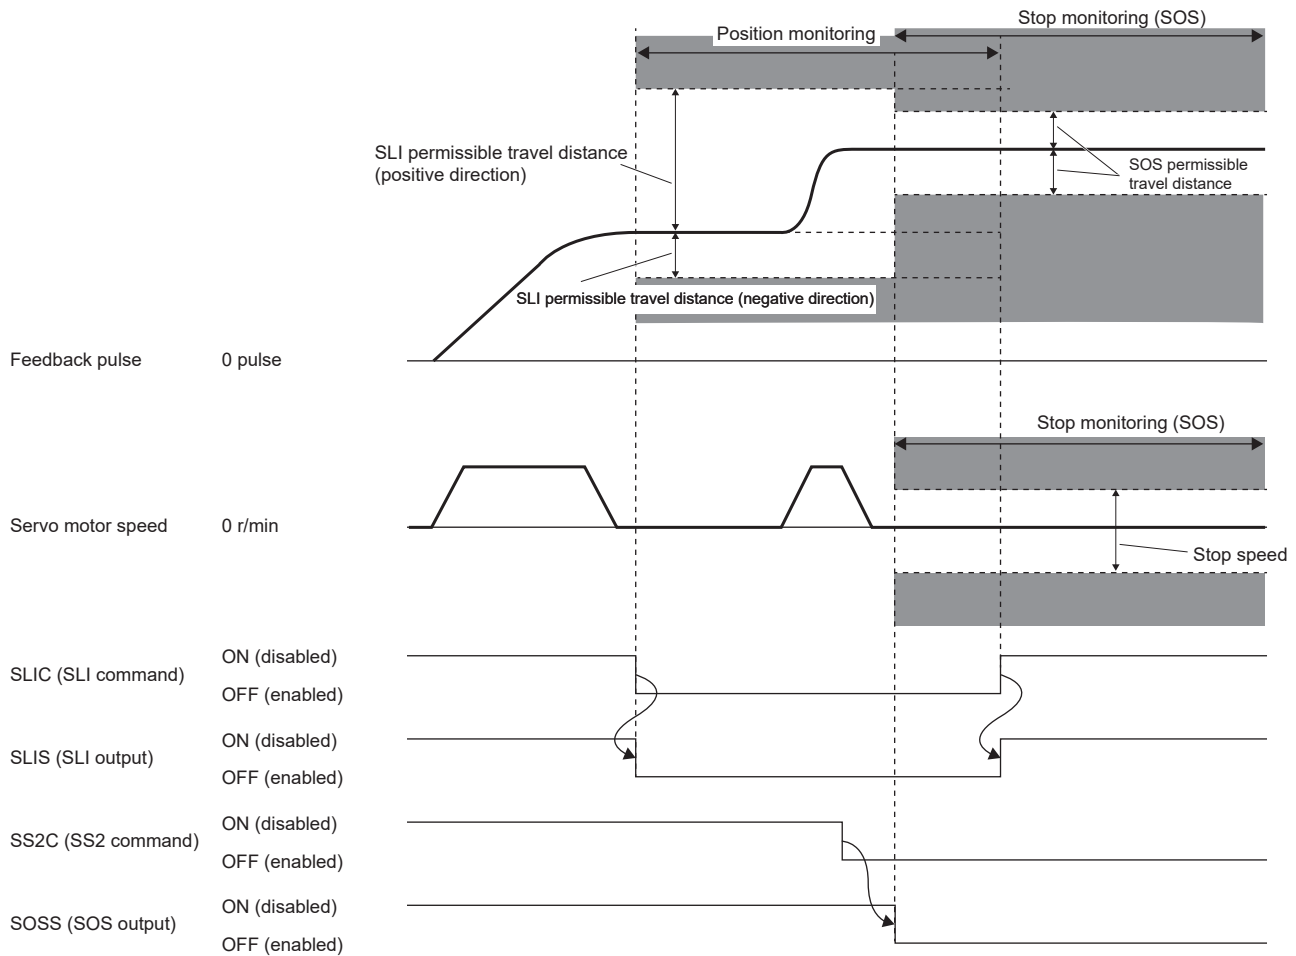 Stop monitoring (SOS)
Position monitoring
SLI permissible travel distance
(positive direction)
SOS permissible
travel distance
SLI permissible travel distance (negative direction)
Feedback pulse 0 pulse
Stop monitoring (SOS)
Servo motor speed 0 r/min
Stop speed
ON (disabled)
SLIC (SLI command)
OFF (enabled)
ON (disabled)
SLIS (SLI output)
OFF (enabled)
ON (disabled)
SS2C (SS2 command)
OFF (enabled)
ON (disabled)
SOSS (SOS output)
OFF (enabled)